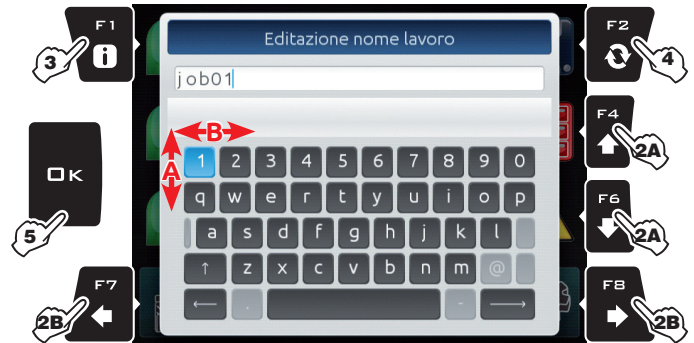 F1
3
F2
4
Editazione nome lavoro
job01
F4
2A
B
A
1 2 3 4 5 6 7 8 9 0
q w e r t y u i o p
a s d f g h j k l
↑ z x c v b n m @
← . - →
OK
5
F6
2A
F7
2B
F8
2B